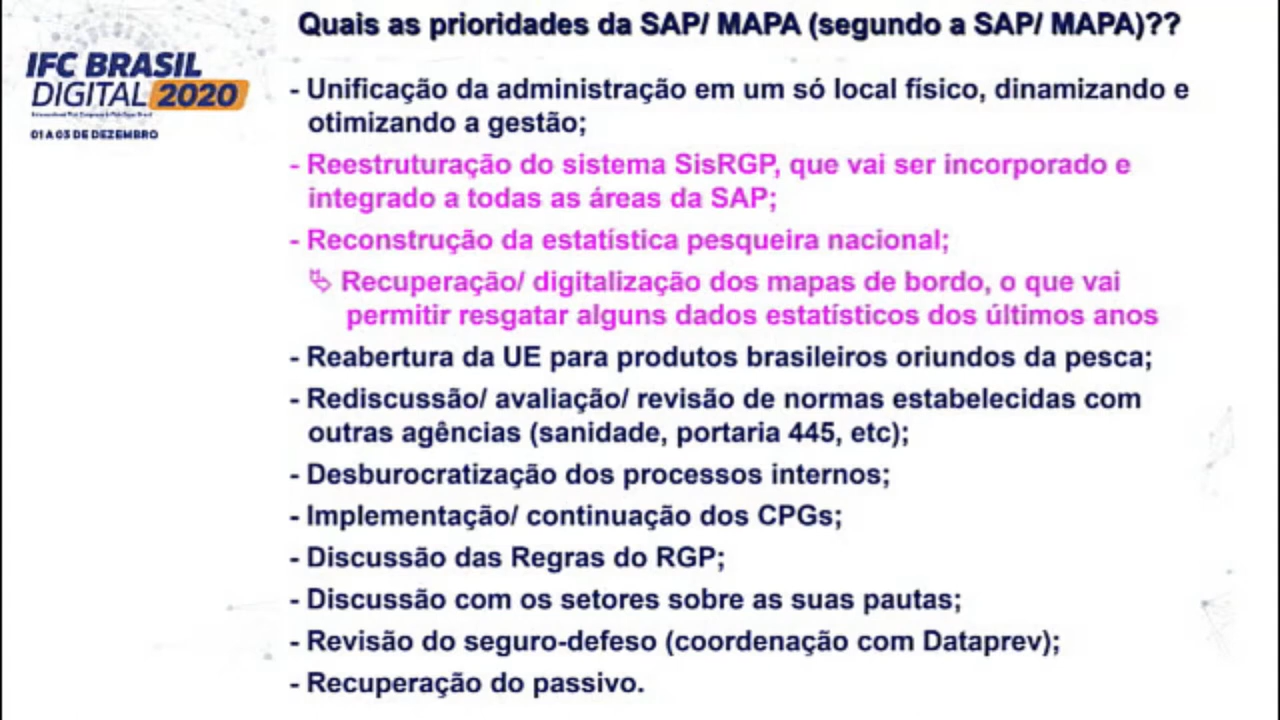 Quais as prioridades da SAP/ MAPA (segundo a SAP/ MAPA)??
IFC BRASIL
DIGITAL 2020
01 A 03 DE DEZEMBRO
- Unificação da administração em um só local físico, dinamizando e
otimizando a gestão;
- Reestruturação do sistema SisRGP, que vai ser incorporado e
integrado a todas as áreas da SAP;
- Reconstrução da estatística pesqueira nacional;
Recuperação/ digitalização dos mapas de bordo, o que vai
permitir resgatar alguns dados estatísticos dos últimos anos
- Reabertura da UE para produtos brasileiros oriundos da pesca;
- Rediscussão/ avaliação/ revisão de normas estabelecidas com
outras agências (sanidade, portaria 445, etc);
- Desburocratização dos processos internos;
- Implementação/ continuação dos CPGs;
- Discussão das Regras do RGP;
- Discussão com os setores sobre as suas pautas;
- Revisão do seguro-defeso (coordenação com Dataprev);
- Recuperação do passivo.